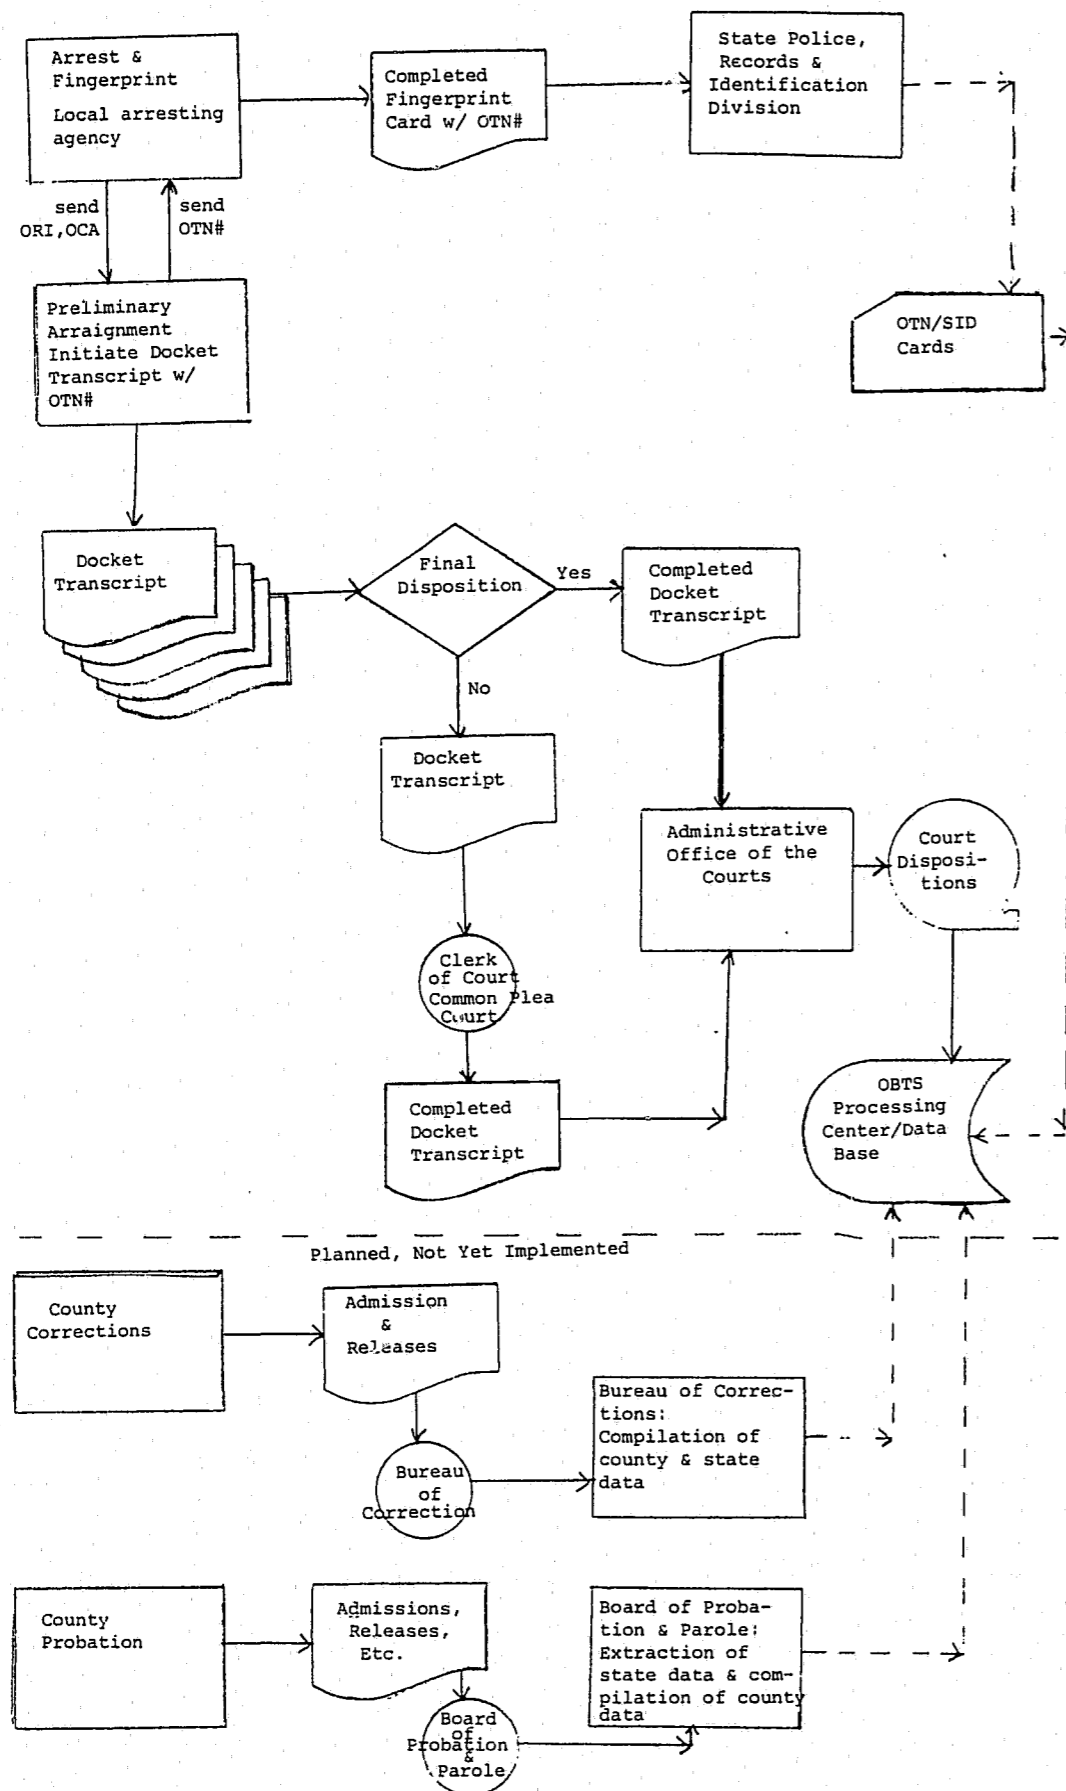 Arrest &
Fingerprint
Local arresting
agency
Completed
Fingerprint
Card w/ OTN#
State Police,
Records &
Identification
Division
send
ORI,OCA
send
OTN#
Preliminary
Arraignment
Initiate Docket
Transcript w/
OTN#
OTN/SID
Cards
Docket
Transcript
Final
Disposition
Yes
Completed
Docket
Transcript
No
Docket
Transcript
Administrative
Office of the
Courts
Court
Disposi-
tions
Clerk
of Court
Common Plea
Court
Completed
Docket
Transcript
OBTS
Processing
Center/Data
Base
Planned, Not Yet Implemented
County
Corrections
Admission
&
Releases
Bureau of Correc-
tions:
Compilation of
county & state
data
Bureau
of
Correction
County
Probation
Admissions,
Releases,
Etc.
Board of Proba-
tion & Parole:
Extraction of
state data & com-
pilation of county
data
Board
of
Probation
&
Parole